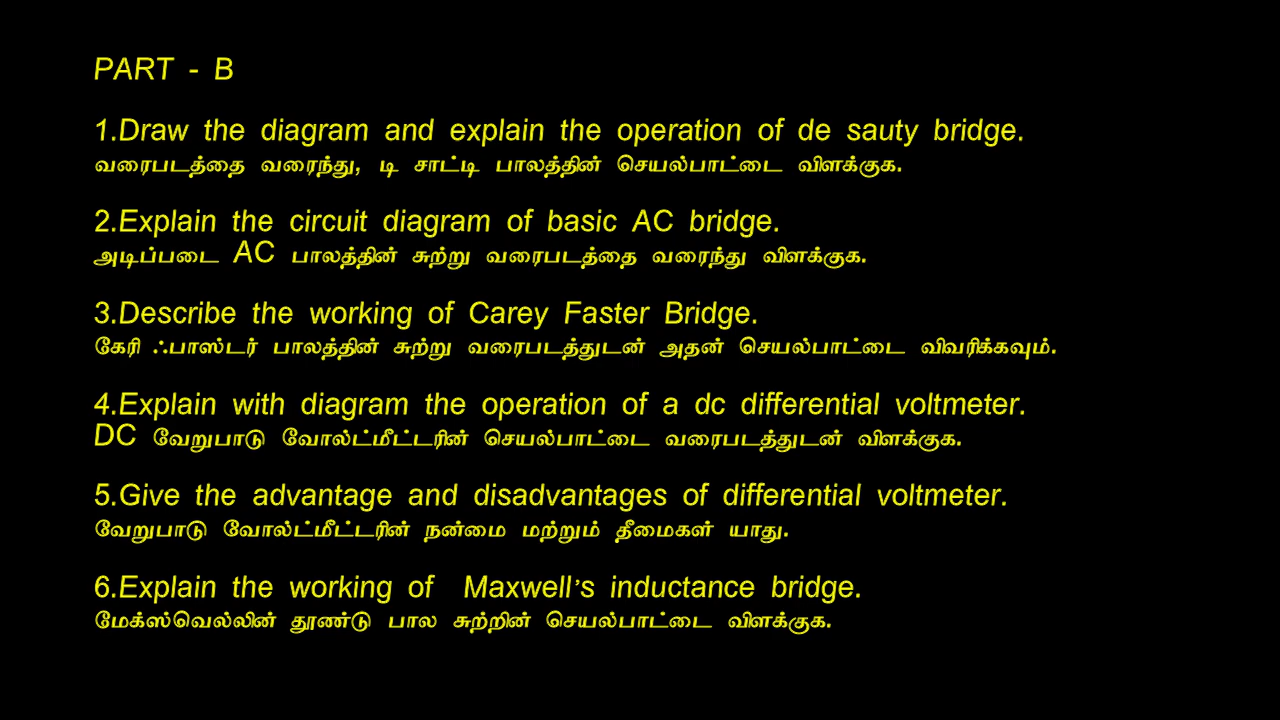 PART - B
1.Draw the diagram and explain the operation of de sauty bridge.
வரைபடத்தை வரைந்து, டி சாட்டி பாலத்தின் செயல்பாட்டை விளக்குக.
2.Explain the circuit diagram of basic AC bridge.
அடிப்படை AC பாலத்தின் சுற்று வரைபடத்தை வரைந்து விளக்குக.
3.Describe the working of Carey Faster Bridge.
கேரி ஃபாஸ்டர் பாலத்தின் சுற்று வரைபடத்துடன் அதன் செயல்பாட்டை விவரிக்கவும்.
4.Explain with diagram the operation of a dc differential voltmeter.
DC வேறுபாடு வோல்ட்மீட்டரின் செயல்பாட்டை வரைபடத்துடன் விளக்குக.
5.Give the advantage and disadvantages of differential voltmeter.
வேறுபாடு வோல்ட்மீட்டரின் நன்மை மற்றும் தீமைகள் யாது.
6.Explain the working of Maxwell’s inductance bridge.
மேக்ஸ்வெல்லின் தூண்டு பால சுற்றின் செயல்பாட்டை விளக்குக.